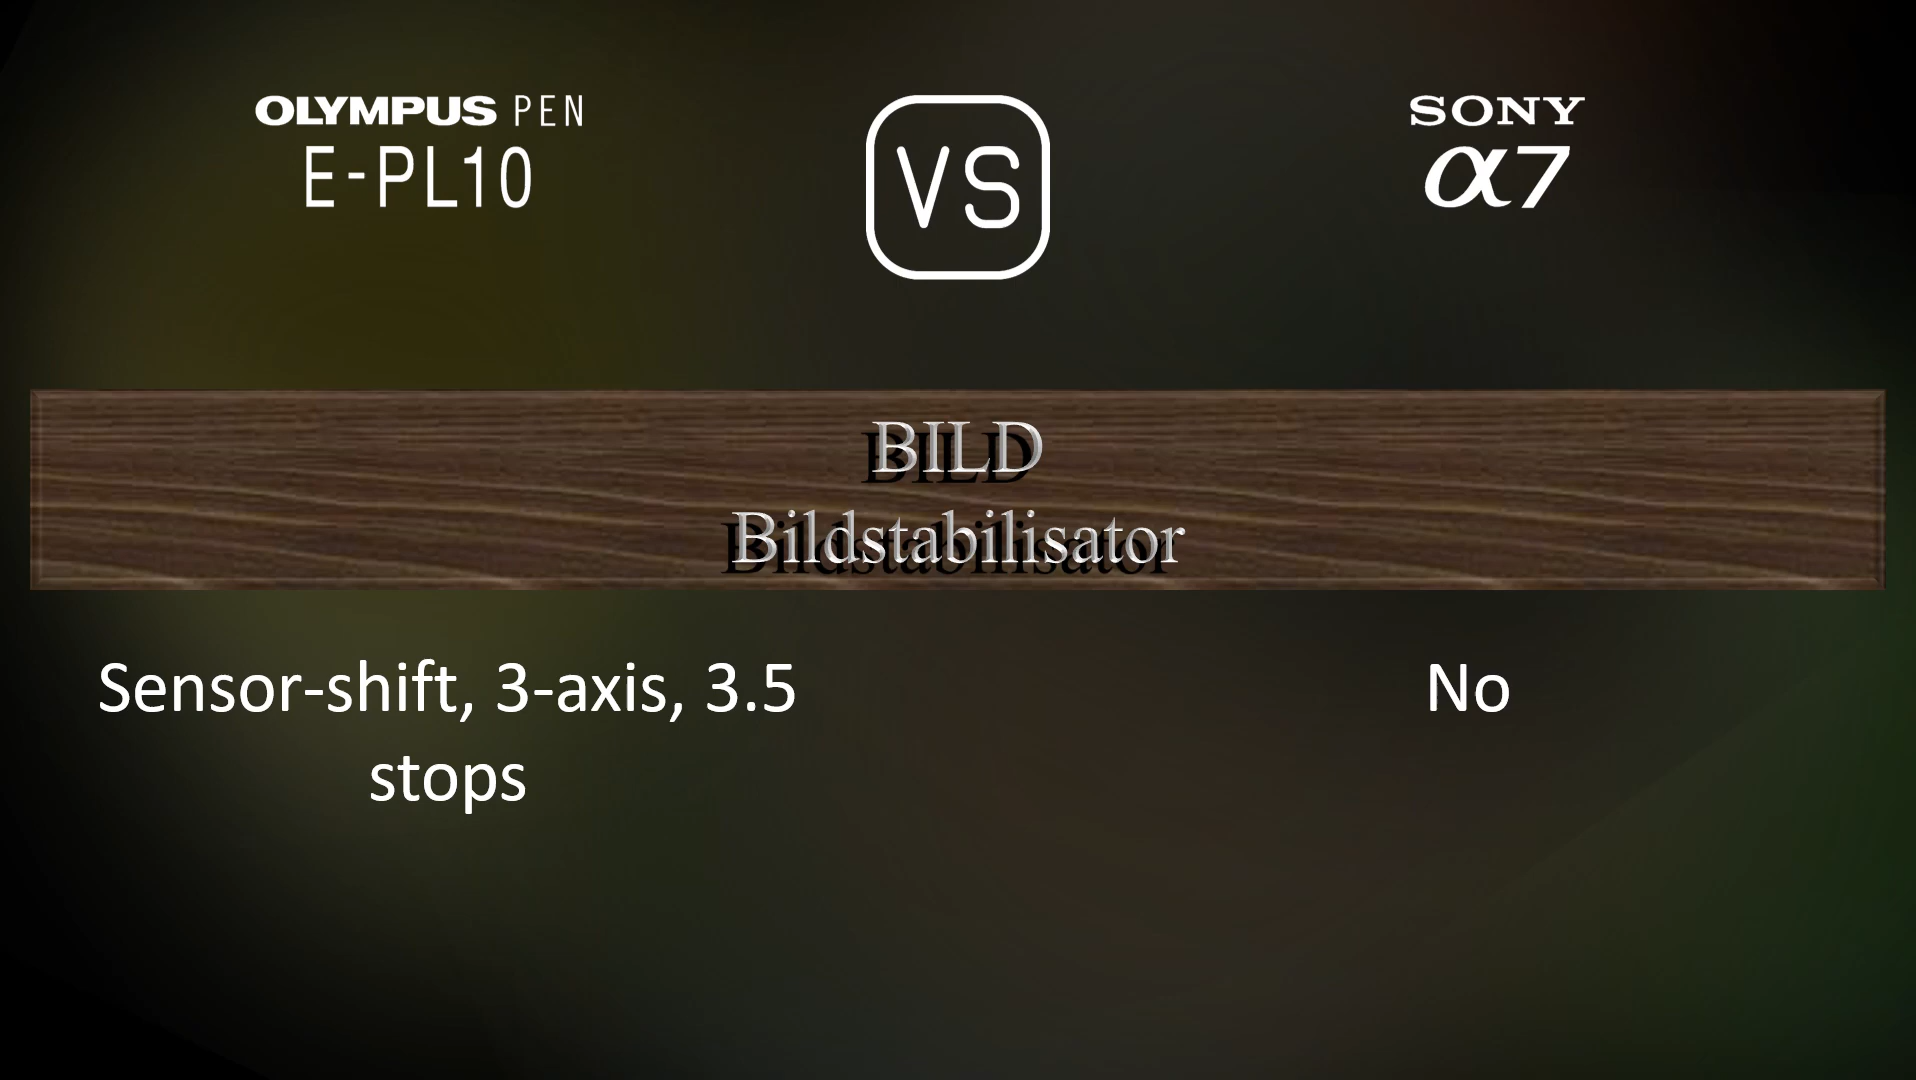 OLYMPUS PEN
E-PL10
VS
SONY
α7
BILD
Bildstabilisator
Sensor-shift, 3-axis, 3.5
stops
No